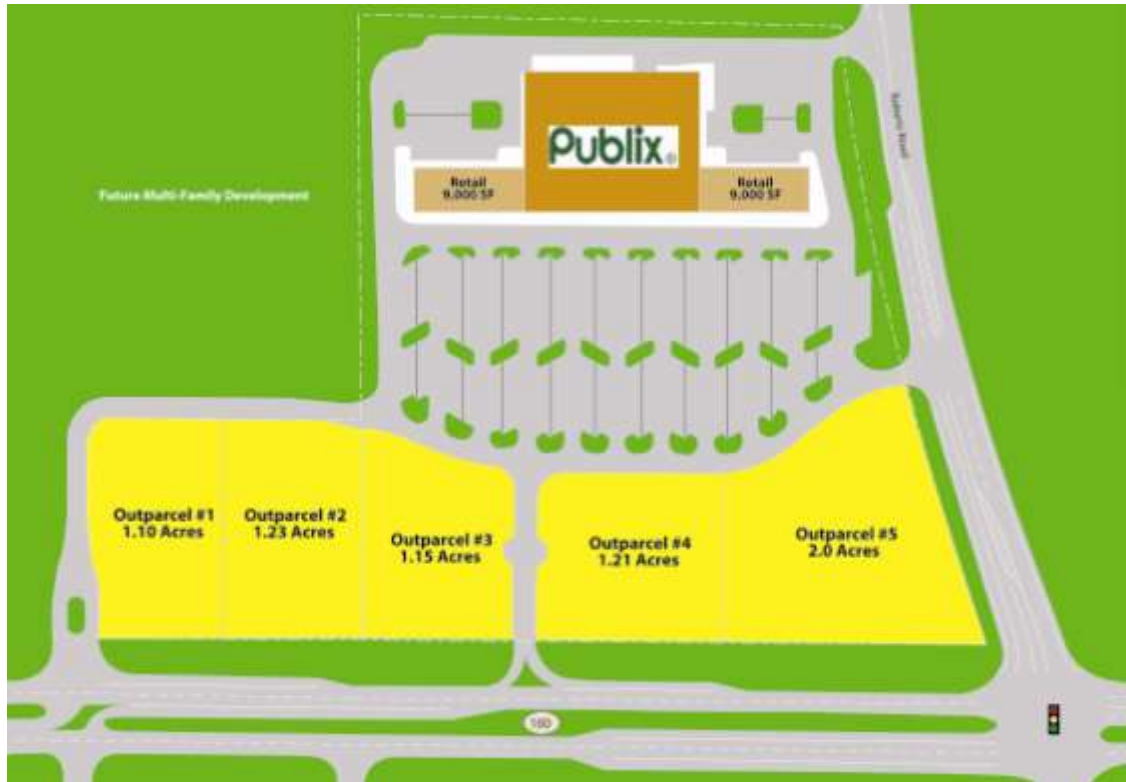 Publix®
Retail
9,000 SF
Retail
9,000 SF
Future Multi-Family Development
Road
Outparcel #1
1.10 Acres
Outparcel #2
1.23 Acres
Outparcel #3
1.15 Acres
Outparcel #4
1.21 Acres
Outparcel #5
2.0 Acres
160